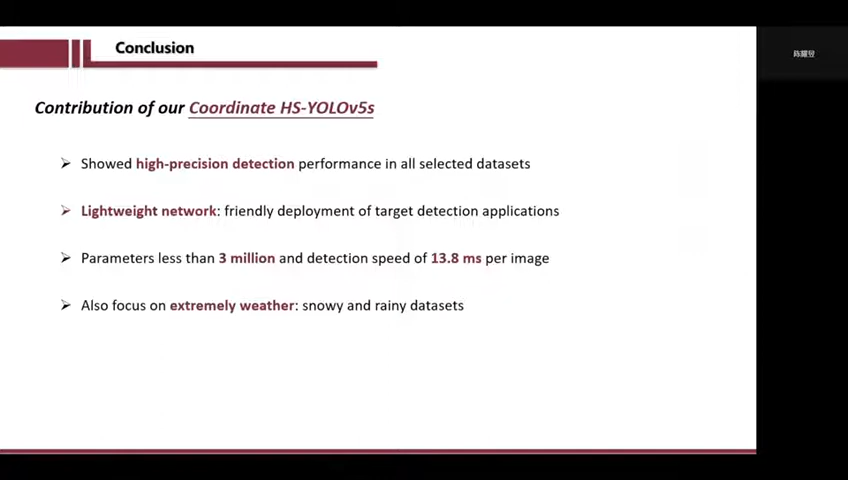 Conclusion
Contribution of our Coordinate HS-YOLOv5s
Showed high-precision detection performance in all selected datasets
Lightweight network: friendly deployment of target detection applications
Parameters less than 3 million and detection speed of 13.8 ms per image
Also focus on extremely weather: snowy and rainy datasets